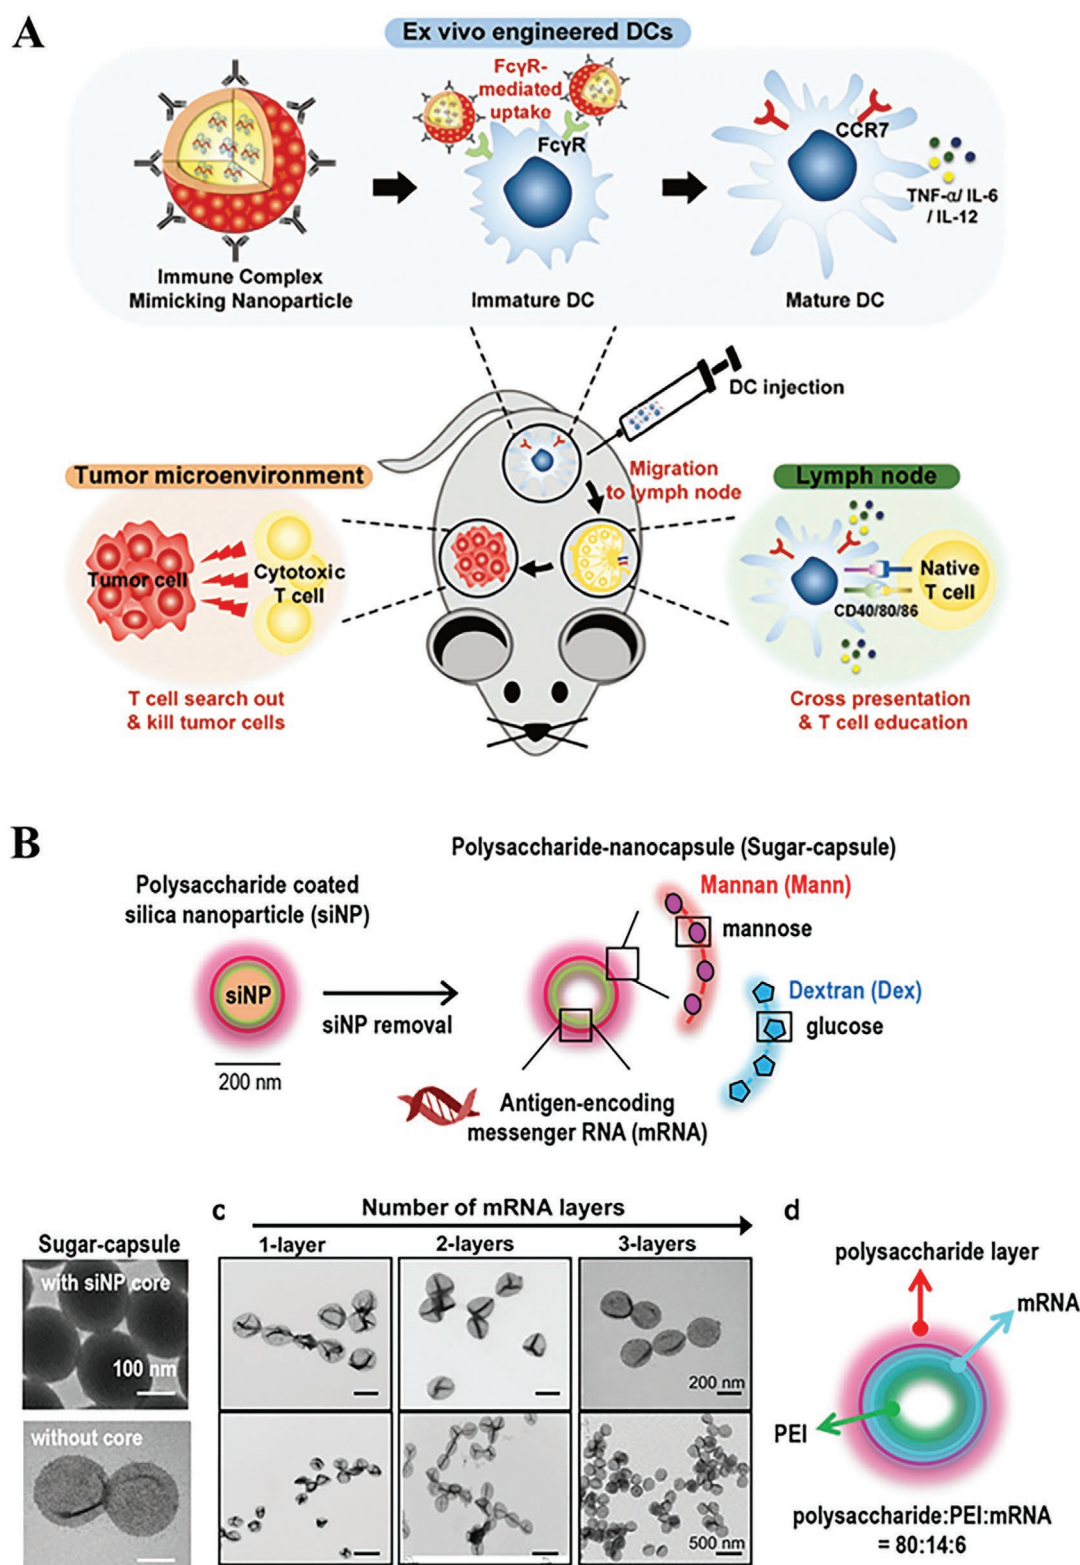 A
Ex vivo engineered DCs
FcγR-
mediated
uptake
FcγR
CCR7
TNF-α/ IL-6
/ IL-12
Immune Complex
Mimicking Nanoparticle
Immature DC
Mature DC
DC injection
Migration
to lymph node
Tumor microenvironment
Tumor cell
Cytotoxic
T cell
T cell search out
& kill tumor cells
Lymph node
Native
T cell
CD40/80/86
Cross presentation
& T cell education
B
Polysaccharide-nanocapsule (Sugar-capsule)
Polysaccharide coated
silica nanoparticle (siNP)
siNP
200 nm
siNP removal
Mannan (Mann)
mannose
Dextran (Dex)
glucose
Antigen-encoding
messenger RNA (mRNA)
Sugar-capsule
with siNP core
100 nm
without core
c
Number of mRNA layers
1-layer
2-layers
3-layers
200 nm
500 nm
d
polysaccharide layer
mRNA
PEI
polysaccharide:PEI:mRNA
= 80:14:6